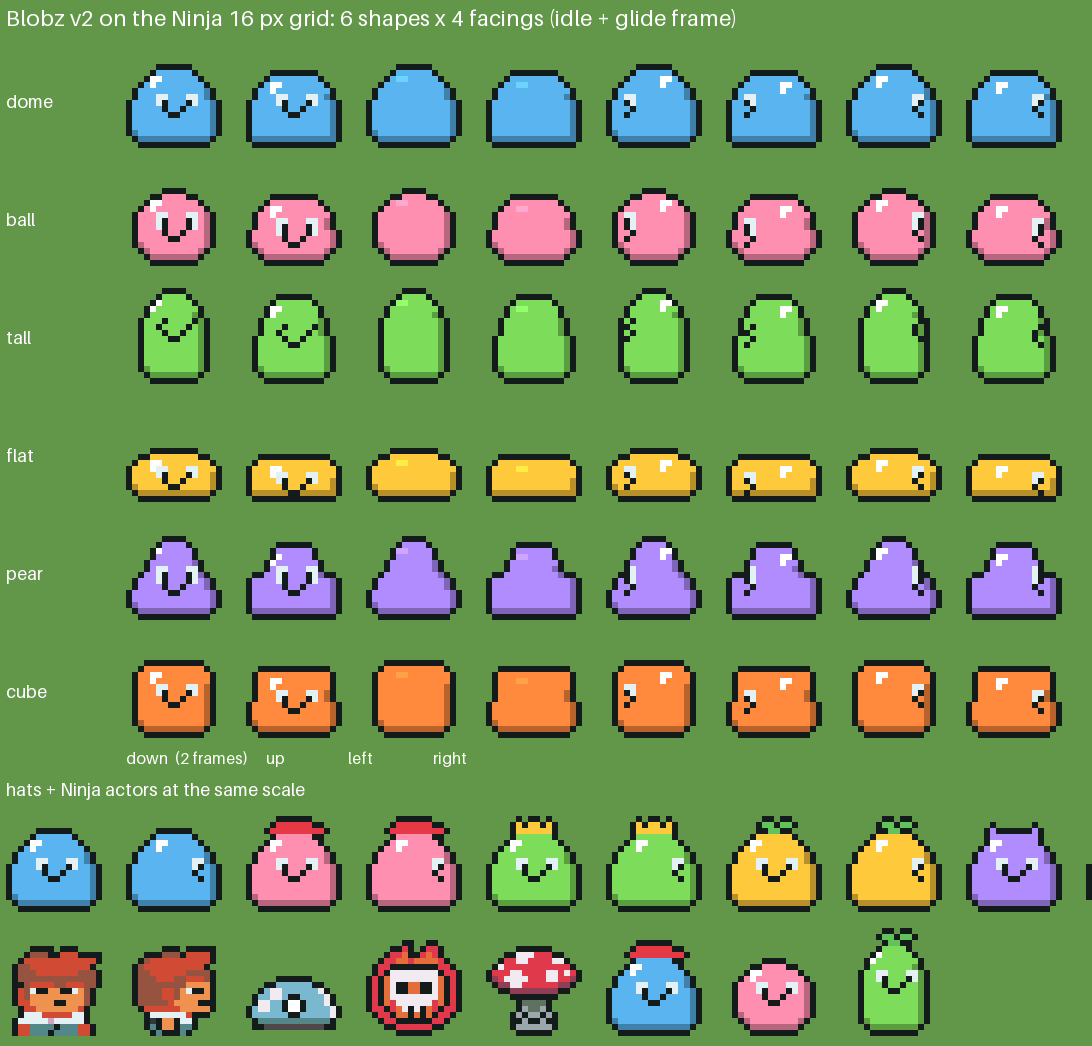 Blobz v2 on the Ninja 16 px grid: 6 shapes x 4 facings (idle + glide frame)
dome
ball
tall
flat
pear
cube
down (2 frames) up left right
hats + Ninja actors at the same scale